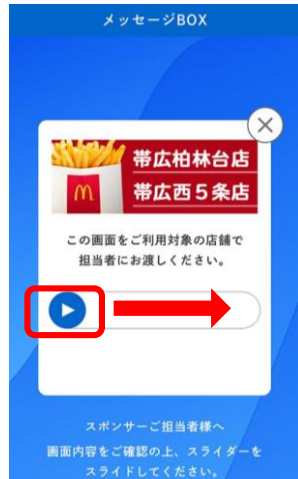 メッセージBOX
帯広柏林台店
帯広西5条店
この画面をご利用対象の店舗で
担当者にお渡しください。
スポンサーご担当者様へ
画面内容をご確認の上、スライダーを
スライドしてください。